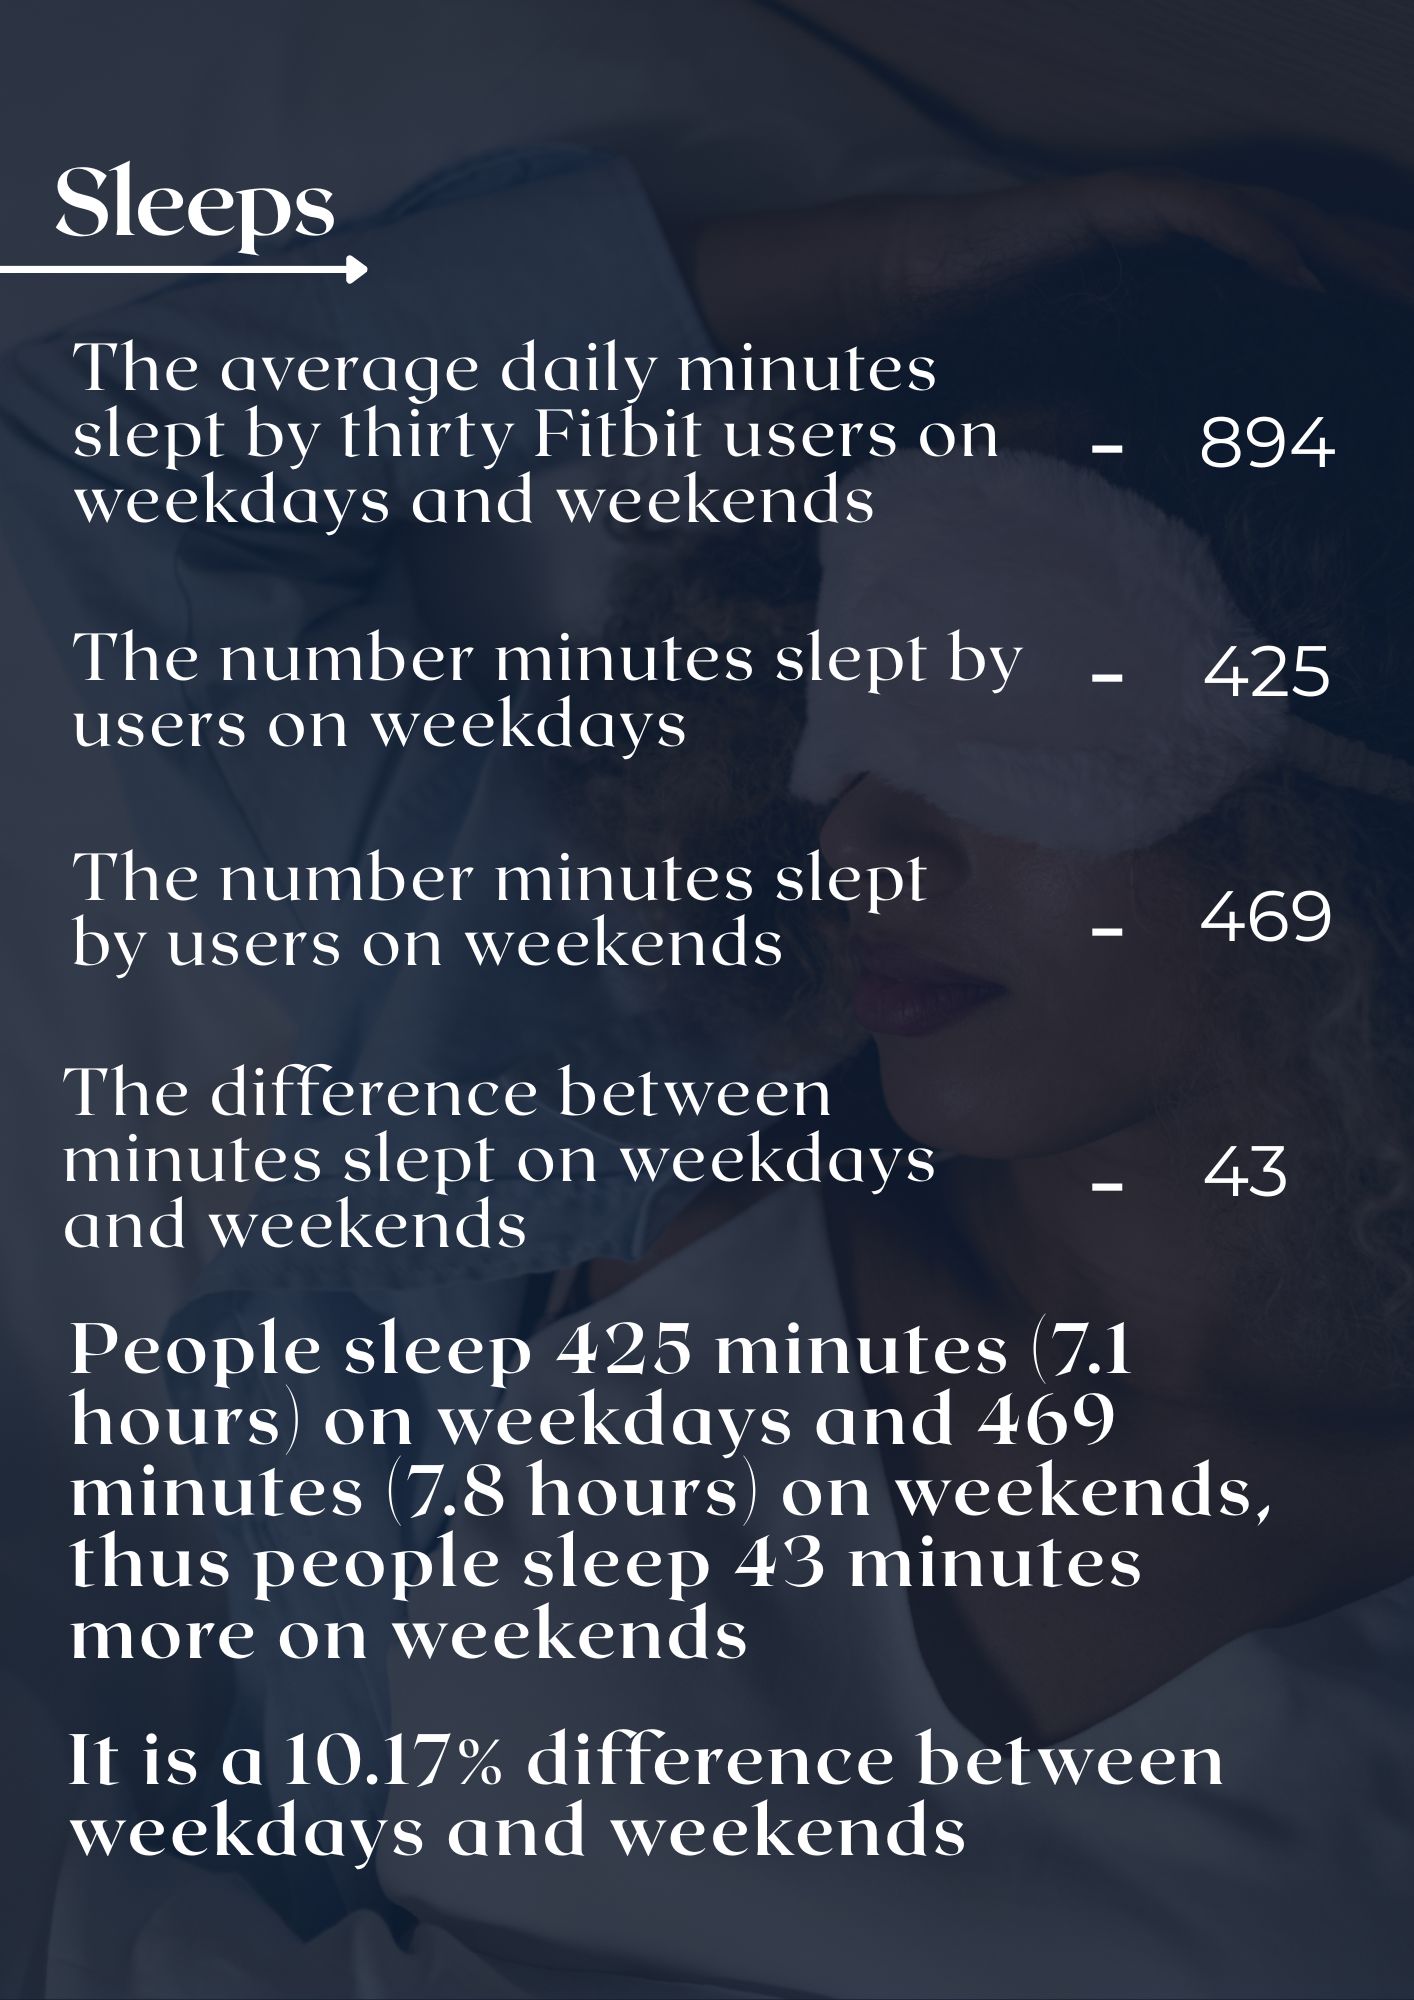 Sleeps
The average daily minutes
slept by thirty Fitbit users on
weekdays and weekends
- 894
The number minutes slept by
users on weekdays
- 425
The number minutes slept
by users on weekends
- 469
The difference between
minutes slept on weekdays
and weekends
- 43
People sleep 425 minutes (7.1
hours) on weekdays and 469
minutes (7.8 hours) on weekends,
thus people sleep 43 minutes
more on weekends
It is a 10.17% difference between
weekdays and weekends